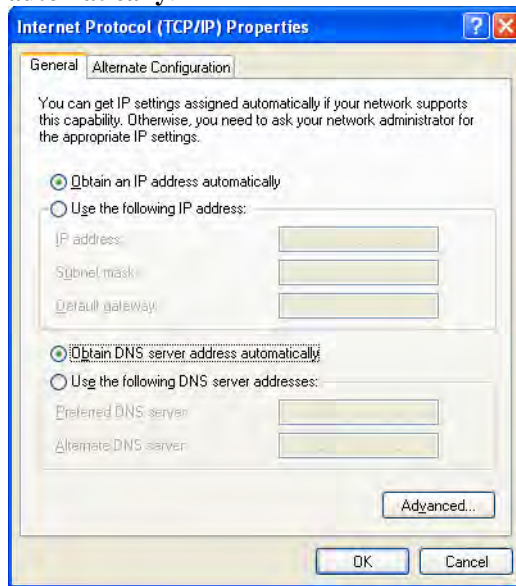 automatically.
Internet Protocol (TCP/IP) Properties
General
Alternate Configuration
You can get IP settings assigned automatically if your network supports
this capability. Otherwise, you need to ask your network administrator for
the appropriate IP settings.
Obtain an IP address automatically
Use the following IP address:
IP address:
Subnet mask:
Default gateway:
Obtain DNS server address automatically
Use the following DNS server addresses:
Preferred DNS server:
Alternate DNS server:
Advanced...
OK
Cancel